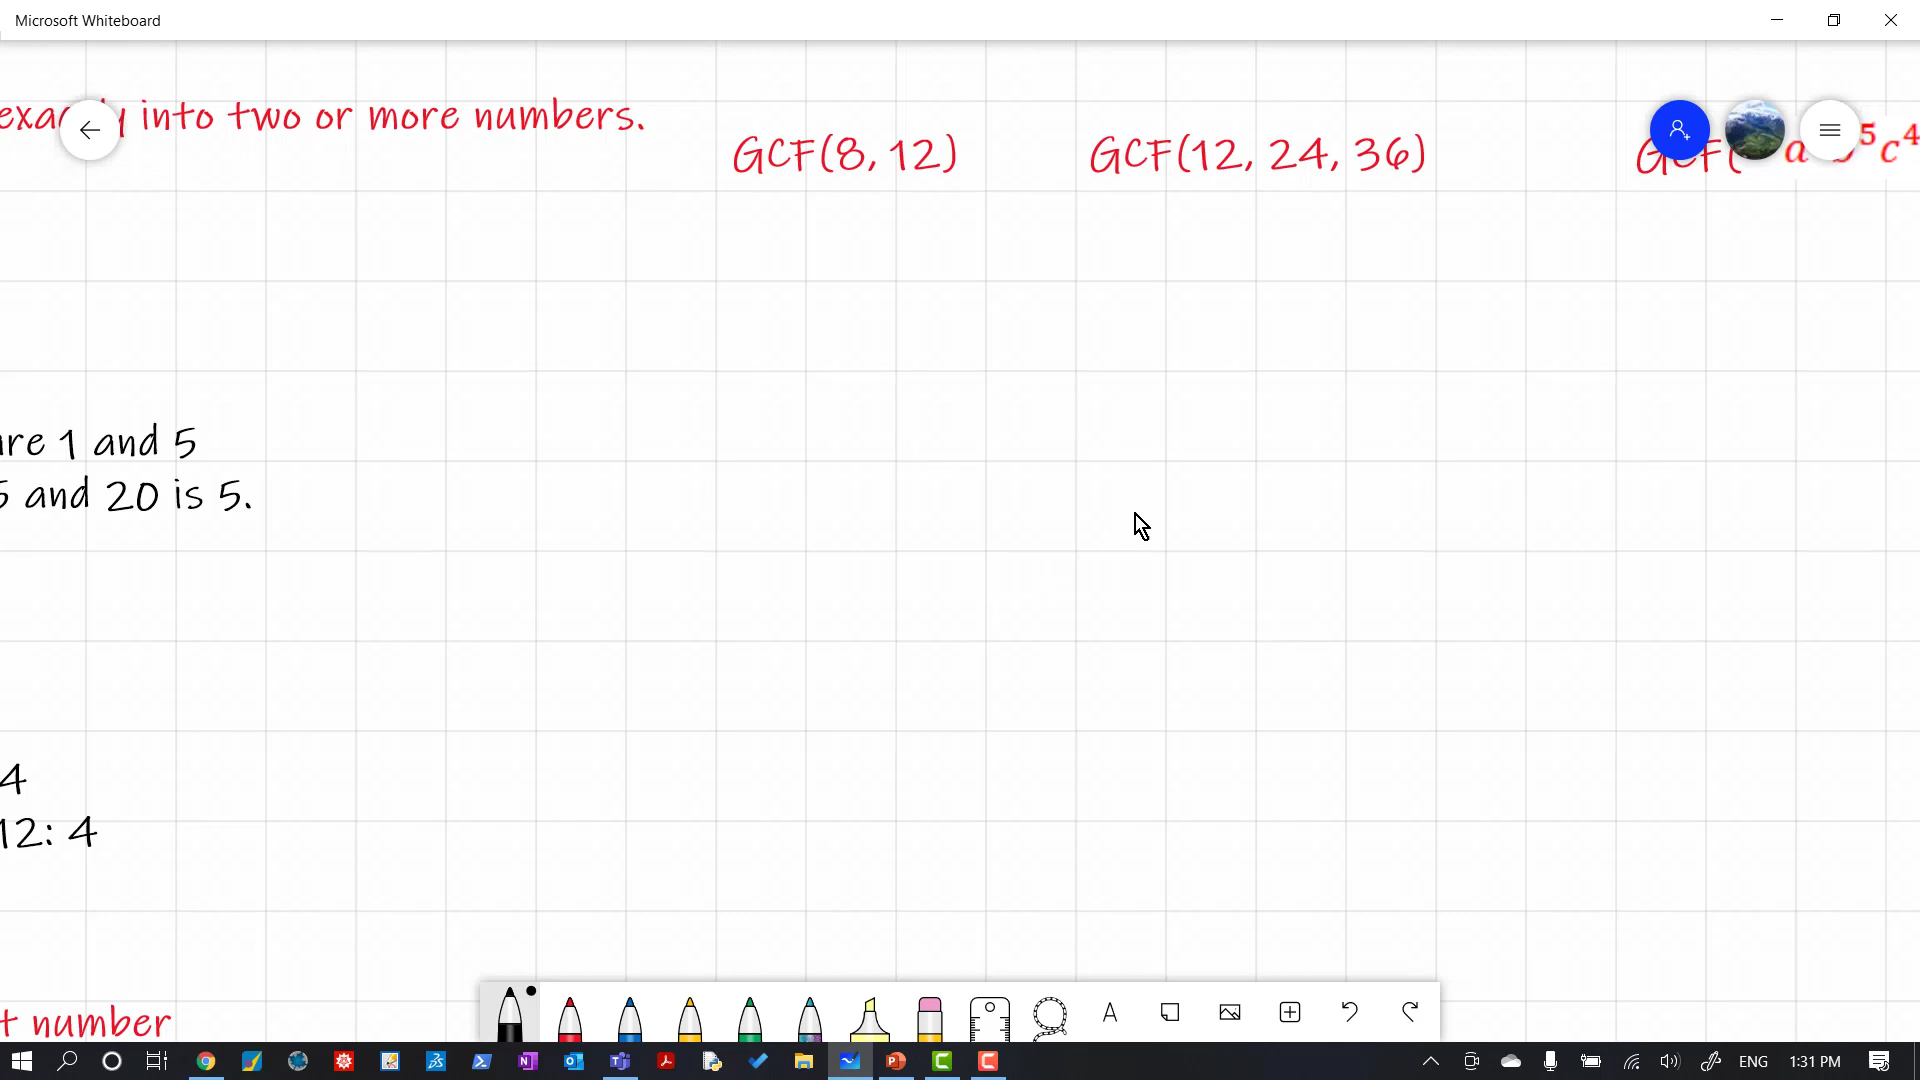 Microsoft Whiteboard
into two or more numbers.
GCF(8, 12)
GCF(12, 24, 36)
5 c 4
1 and 5
and 20 is 5.
4
12: 4
number
ENG
1:31 PM